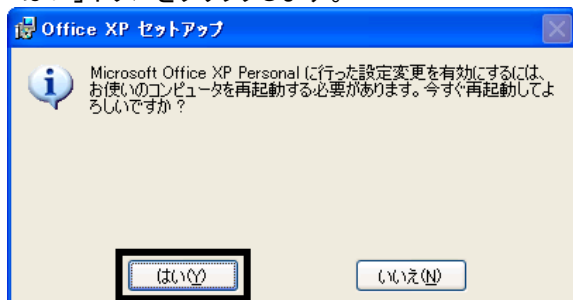 Office XP セットアップ
Microsoft Office XP Personal に行った設定変更を有効にするには、
お使いのコンピュータを再起動する必要があります。今すぐ再起動してよ
ろしいですか？
はい(Y)
いいえ(N)